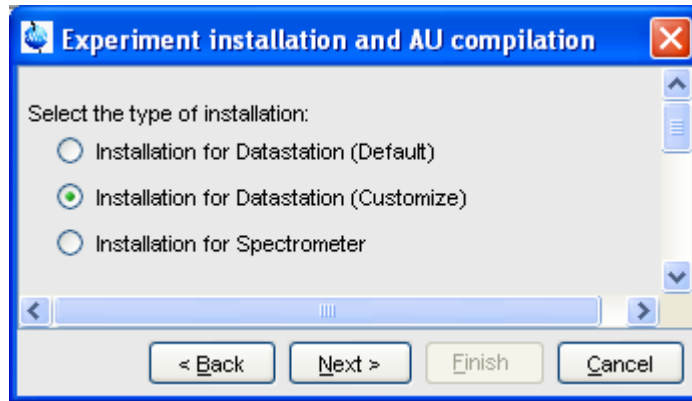 Experiment installation and AU compilation
Select the type of installation:
Installation for Datastation (Default)
Installation for Datastation (Customize)
Installation for Spectrometer
< Back Next > Finish Cancel